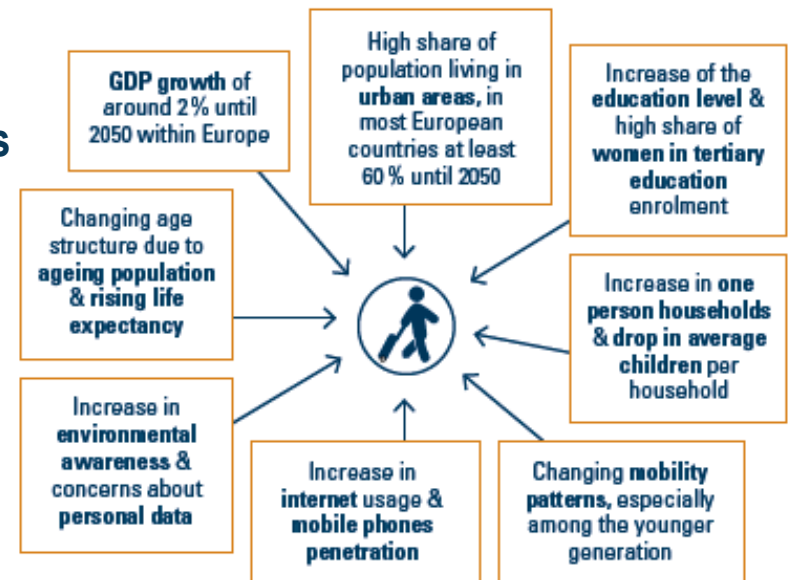 s
GDP growth of
around 2% until
2050 within Europe
High share of
population living in
urban areas, in
most European
countries at least
60% until 2050
Increase of the
education level &
high share of
women in tertiary
education
enrolment
Changing age
structure due to
ageing population
& rising life
expectancy
Increase in one
person households
& drop in average
children per
household
Increase in
environmental
awareness &
concerns about
personal data
Increase in
internet usage &
mobile phones
penetration
Changing mobility
patterns, especially
among the younger
generation